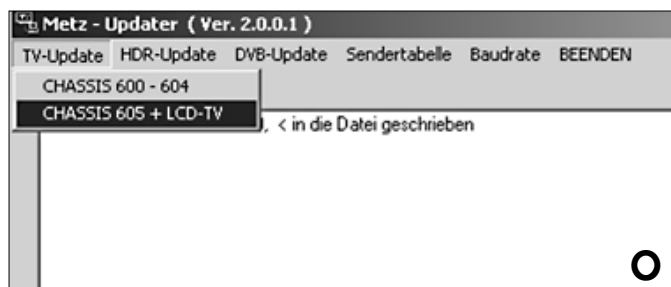 Metz - Updater ( Ver. 2.0.0.1 )
TV-Update HDR-Update DVB-Update Sendertabelle Baudrate BEENDEN
CHASSIS 600 - 604
CHASSIS 605 + LCD-TV
, < in die Datei geschrieben
O